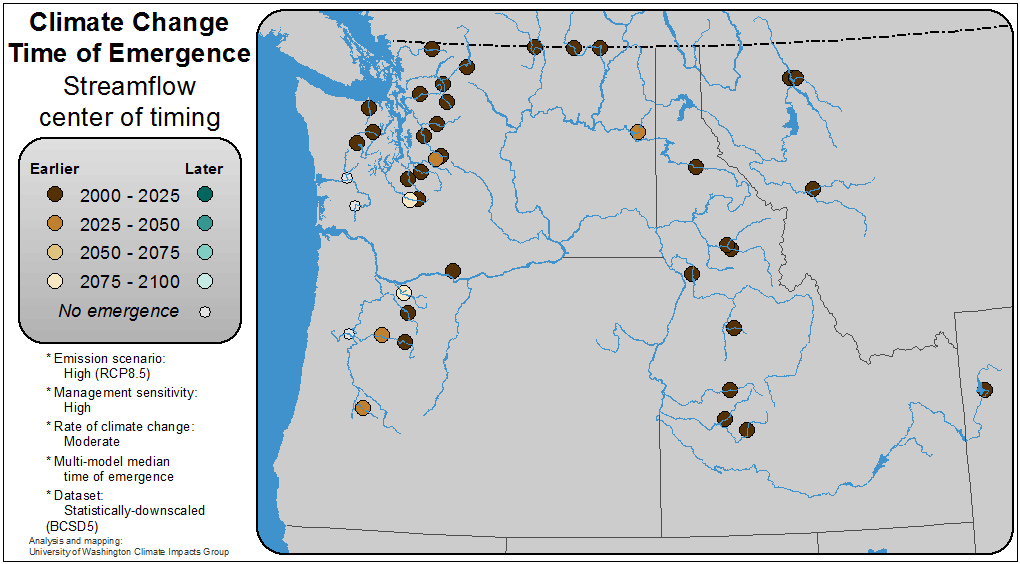 Climate Change
Time of Emergence
Streamflow
center of timing
Earlier Later
2000 - 2025
2025 - 2050
2050 - 2075
2075 - 2100
No emergence
* Emission scenario:
High (RCP8.5)
* Management sensitivity:
High
* Rate of climate change:
Moderate
* Multi-model median
time of emergence
* Dataset:
Statistically-downscaled
(BCSD5)
Analysis and mapping:
University of Washington Climate Impacts Group